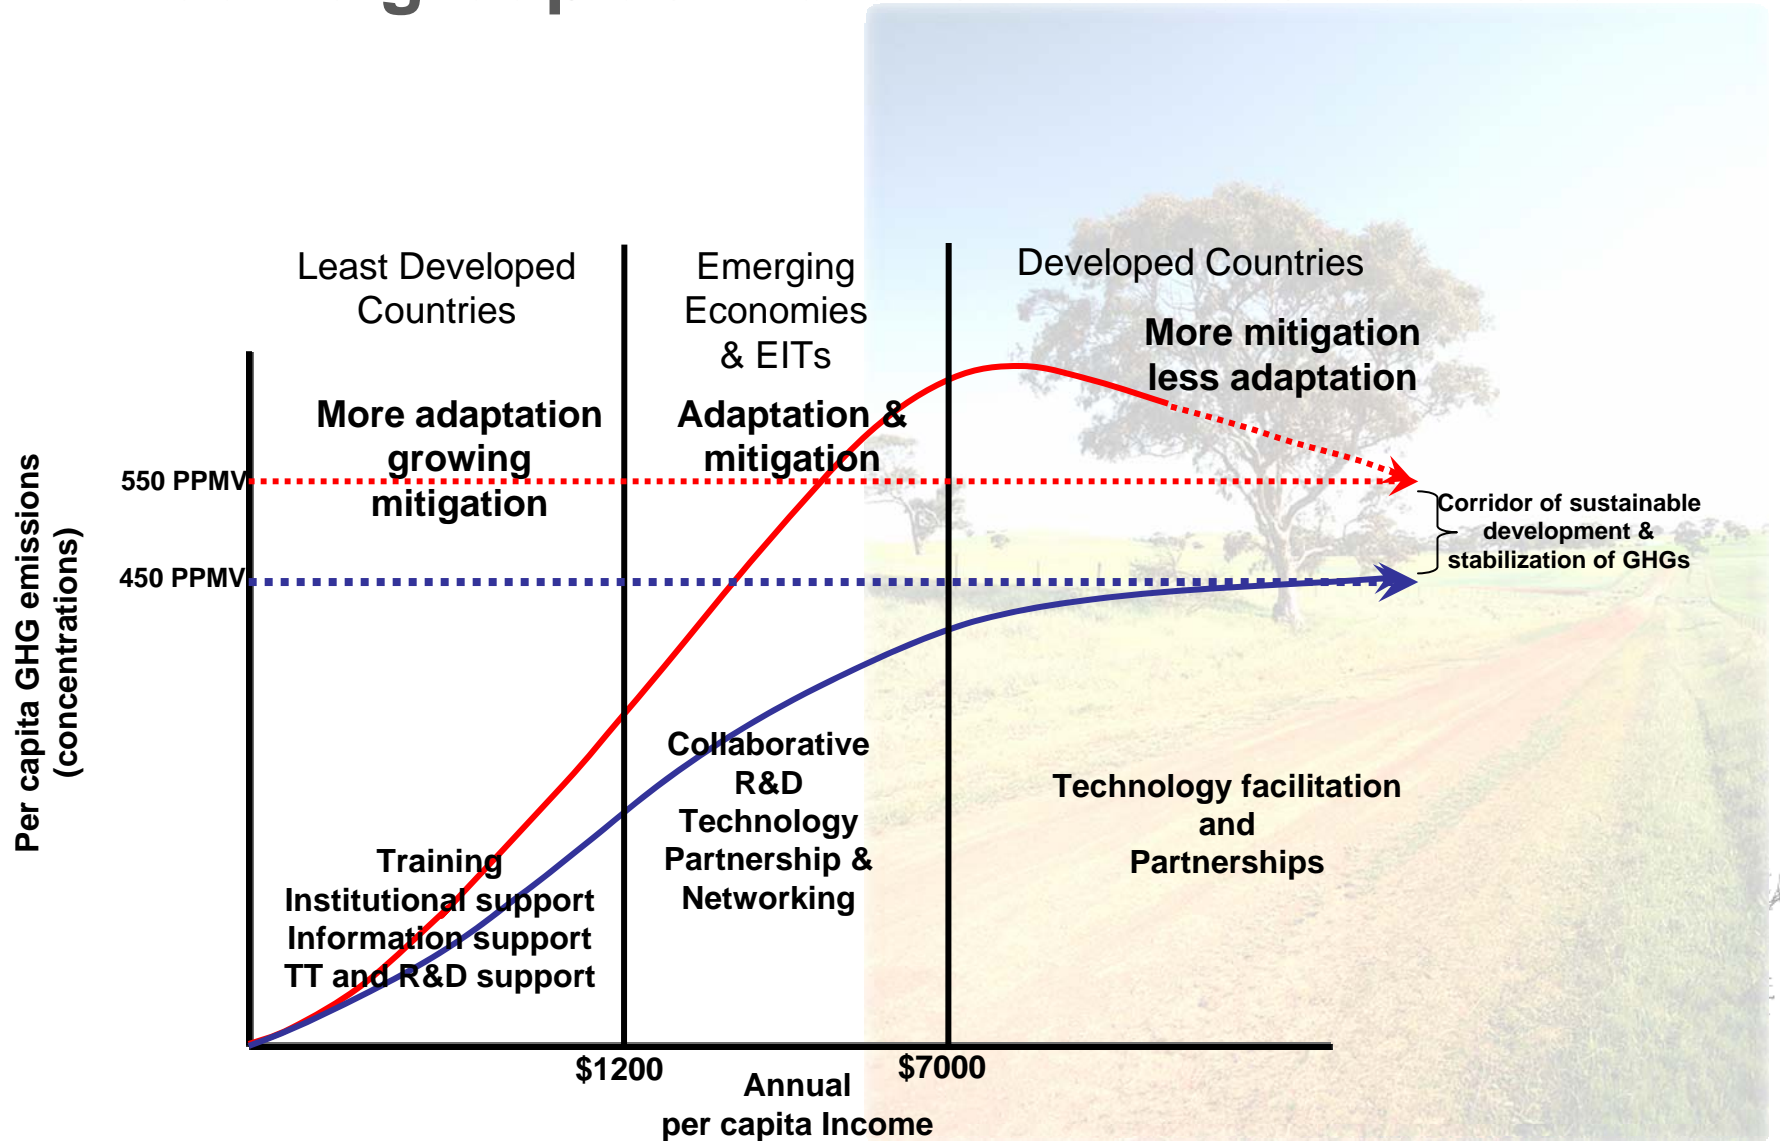 Least Developed
Countries
Emerging
Economies
& EITs
Developed Countries
More mitigation
less adaptation
More adaptation
growing
mitigation
Adaptation &
mitigation
550 PPMV
450 PPMV
Corridor of sustainable
development &
stabilization of GHGs
Per capita GHG emissions
(concentrations)
Collaborative
R&D
Technology
Partnership &
Networking
Technology facilitation
and
Partnerships
Training
Institutional support
Information support
TT and R&D support
$1200
$7000
Annual
per capita Income